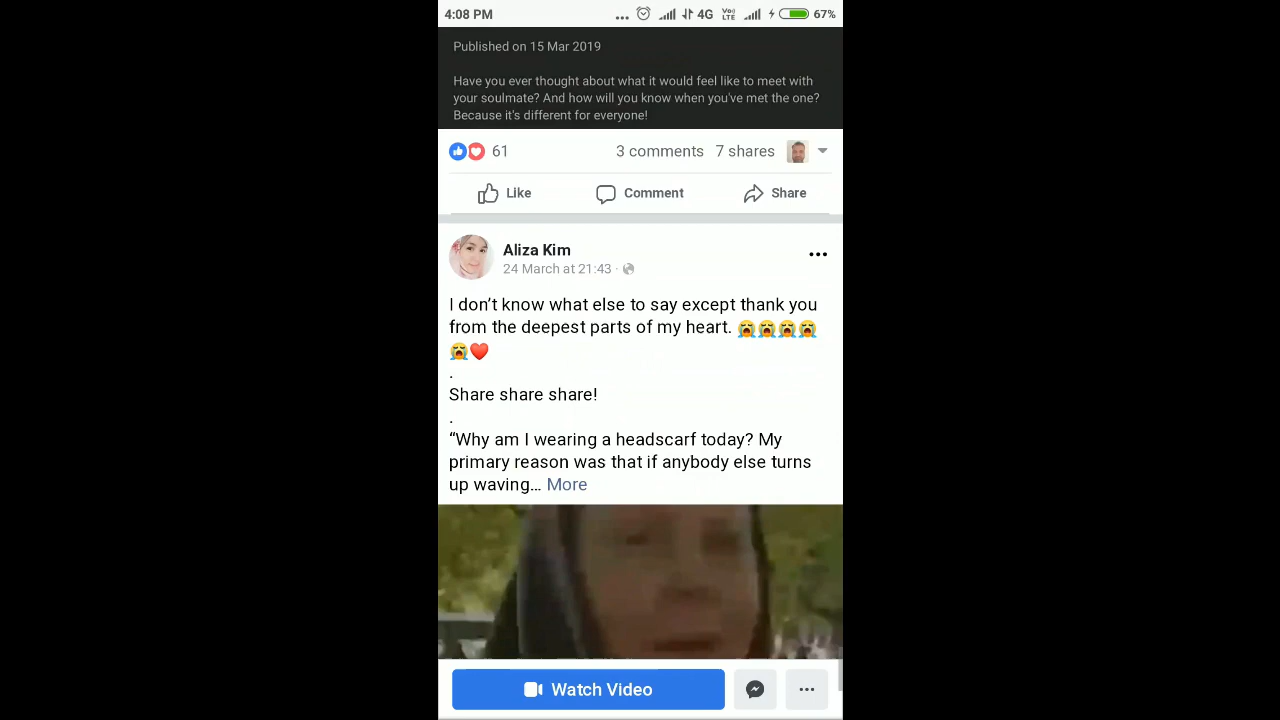 4:08 PM ... 4G Vo) LTE 67%
Published on 15 Mar 2019
Have you ever thought about what it would feel like to meet with
your soulmate? And how will you know when you've met the one?
Because it's different for everyone!
61 3 comments 7 shares
Like Comment Share
Aliza Kim
24 March at 21:43 ·
I don’t know what else to say except thank you
from the deepest parts of my heart. 😭😭😭😭
😭❤️
.
Share share share!
.
“Why am I wearing a headscarf today? My
primary reason was that if anybody else turns
up waving... More
Watch Video